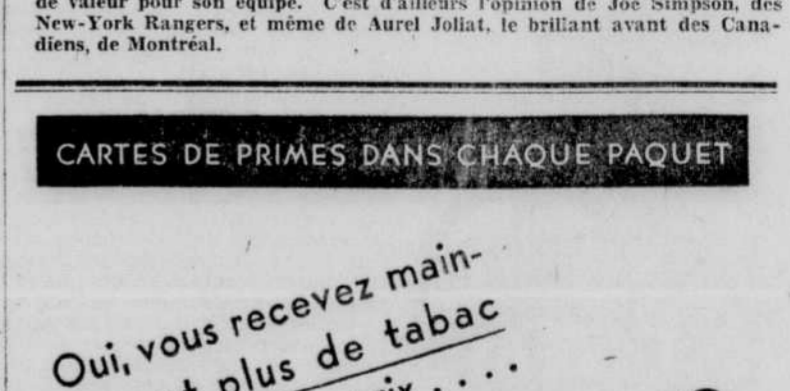 de valeur pour son équipe. C'est d'ailleurs l'opinion de Joe Simpson, des
New-York Rangers, et même de Aurel Joliat, le brillant avant des Cana-
diens, de Montréal.
CARTES DE PRIMES DANS CHAQUE PAQUET
Oui, vous recevez main-
plus de tabac